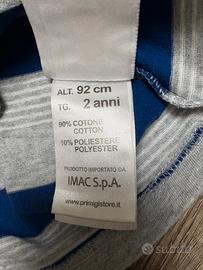 ALT. 92 cm
TG. 2 anni
90% COTONE
COTTON
10% POLIESTERE
POLYESTER
PRODOTTO IMPORTATO DA
IMAC S.p.A.
www.primigistore.it
subito